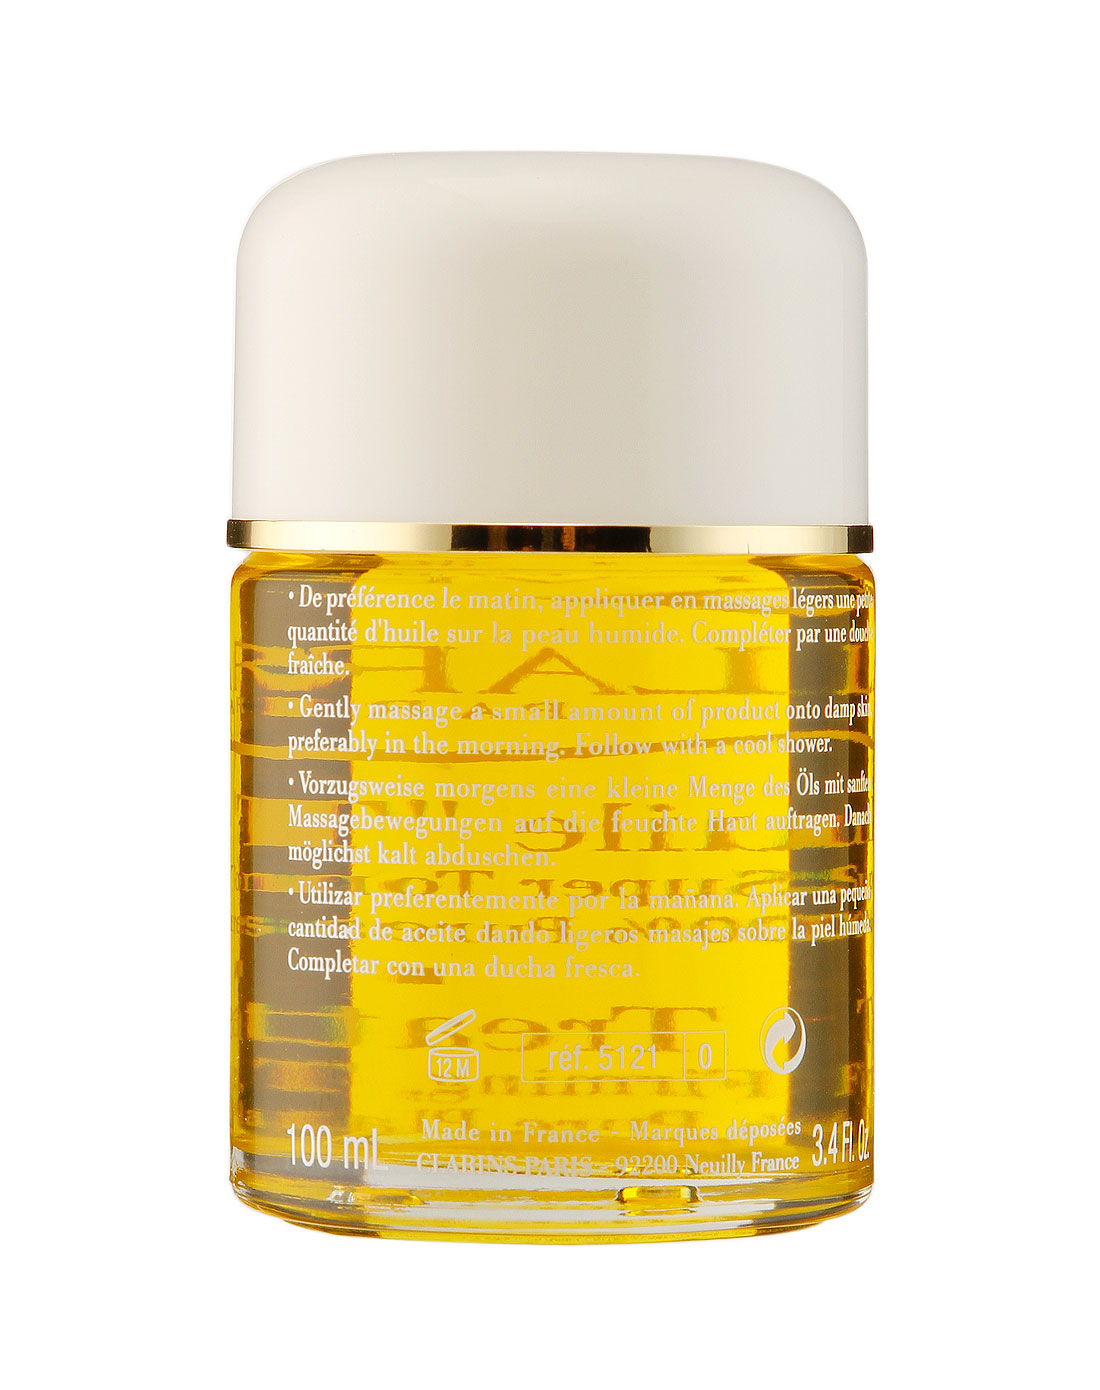 • De préférence le matin, appliquer en massages légers une petite
quantité d'huile sur la peau humide. Compléter par une douche
fraîche.
• Gently massage a small amount of product onto damp skin,
preferably in the morning. Follow with a cool shower.
• Vorzugsweise morgens eine kleine Menge des Öls mit sanften
Massagebewegungen auf die feuchte Haut auftragen. Danach
möglichst kalt abduschen.
• Utilizar preferentemente por la mañana. Aplicar una pequeña
cantidad de aceite dando ligeros masajes sobre la piel húmeda.
Completar con una ducha fresca.
12 M
réf. 5121 0
Made in France - Marques déposées
100 mL
CLARINS PARIS - 92200 Neuilly France
3.4 Fl. Oz.